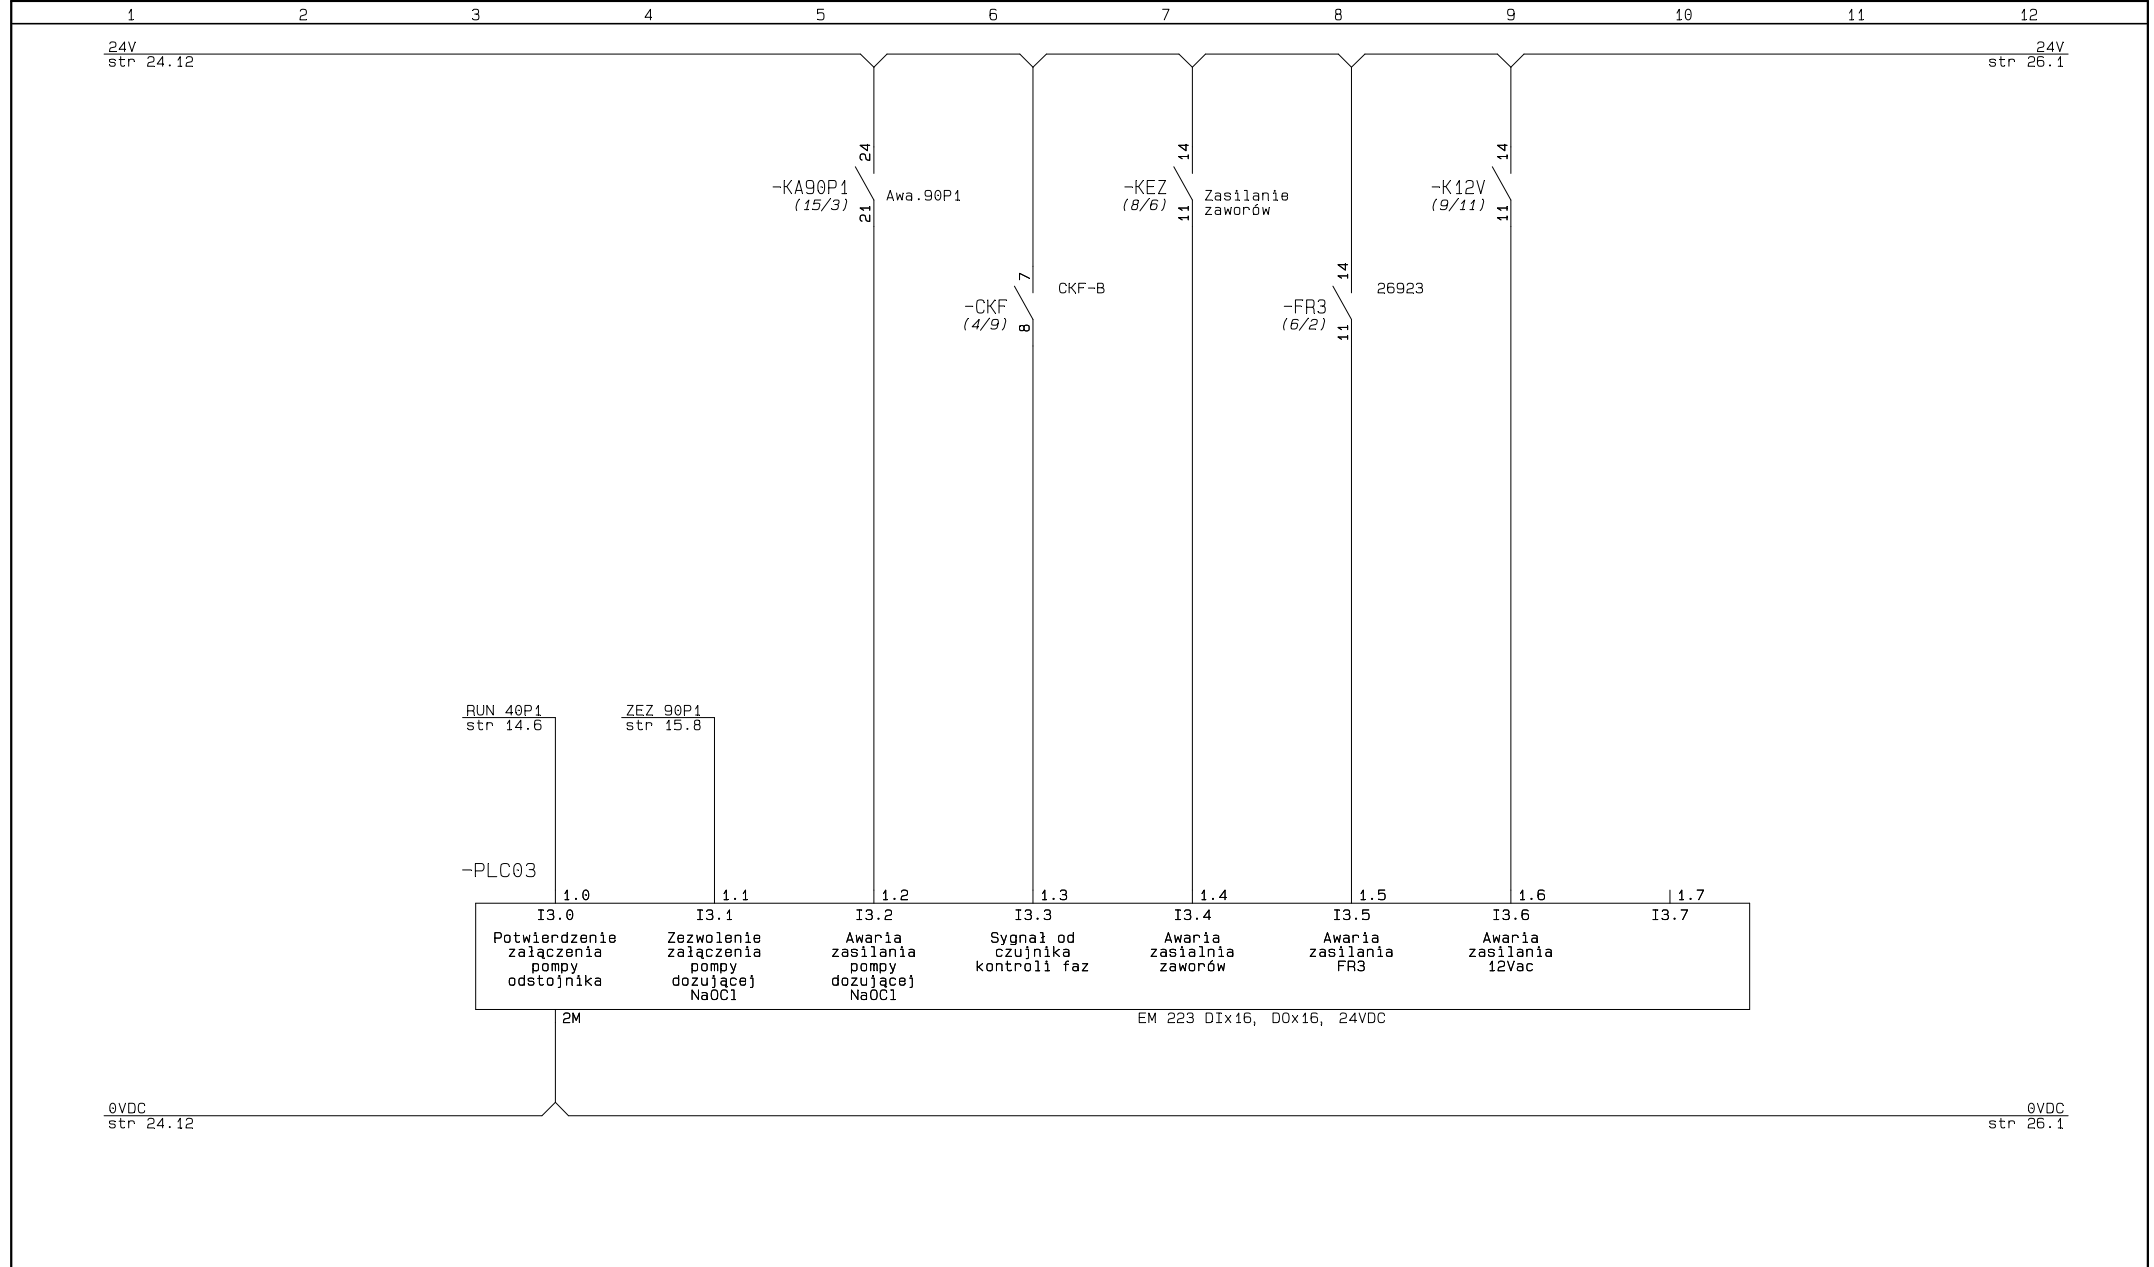 1 2 3 4 5 6 7 8 9 10 11 12
24V
str 24.12
24V
str 26.1
24
-KA90P1
(15/3)
21
Awa.90P1
14
-KEZ
(8/6)
11
Zasilanie
zaworów
14
-K12V
(9/11)
11
7
CKF-B
-CKF
(4/9)
8
14
26923
-FR3
(6/2)
11
RUN 40P1
str 14.6
ZEZ 90P1
str 15.8
-PLC03
1.0 1.1 1.2 1.3 1.4 1.5 1.6 1.7
I3.0
Potwierdzenie
załączenia
pompy
odstojnika
I3.1
Zezwolenie
załączenia
pompy
dozującej
NaOCl
I3.2
Awaria
zasilania
pompy
dozującej
NaOCl
I3.3
Sygnał od
czujnika
kontroli faz
I3.4
Awaria
zasialnia
zaworów
I3.5
Awaria
zasilania
FR3
I3.6
Awaria
zasilania
12Vac
I3.7
2M
EM 223 DIx16, DOx16, 24VDC
0VDC
str 24.12
0VDC
str 26.1